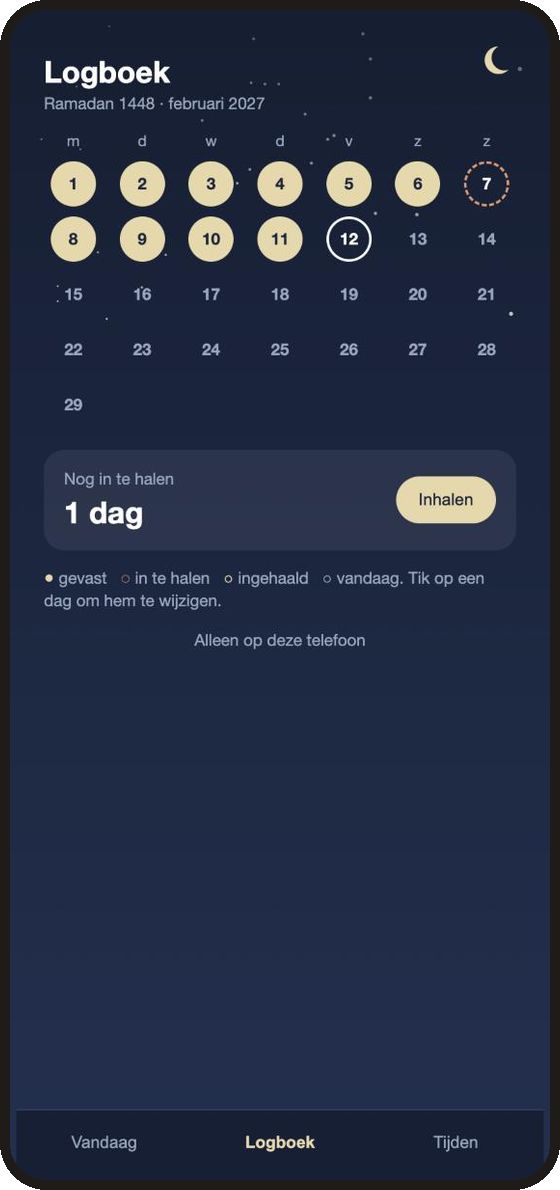 Logboek
Ramadan 1448 · februari 2027
m d w d v z z
1 2 3 4 5 6 7
8 9 10 11 12 13 14
15 16 17 18 19 20 21
22 23 24 25 26 27 28
29
Nog in te halen
1 dag
Inhalen
gevast in te halen ingehaald vandaag. Tik op een
dag om hem te wijzigen.
Alleen op deze telefoon
Vandaag Logboek Tijden